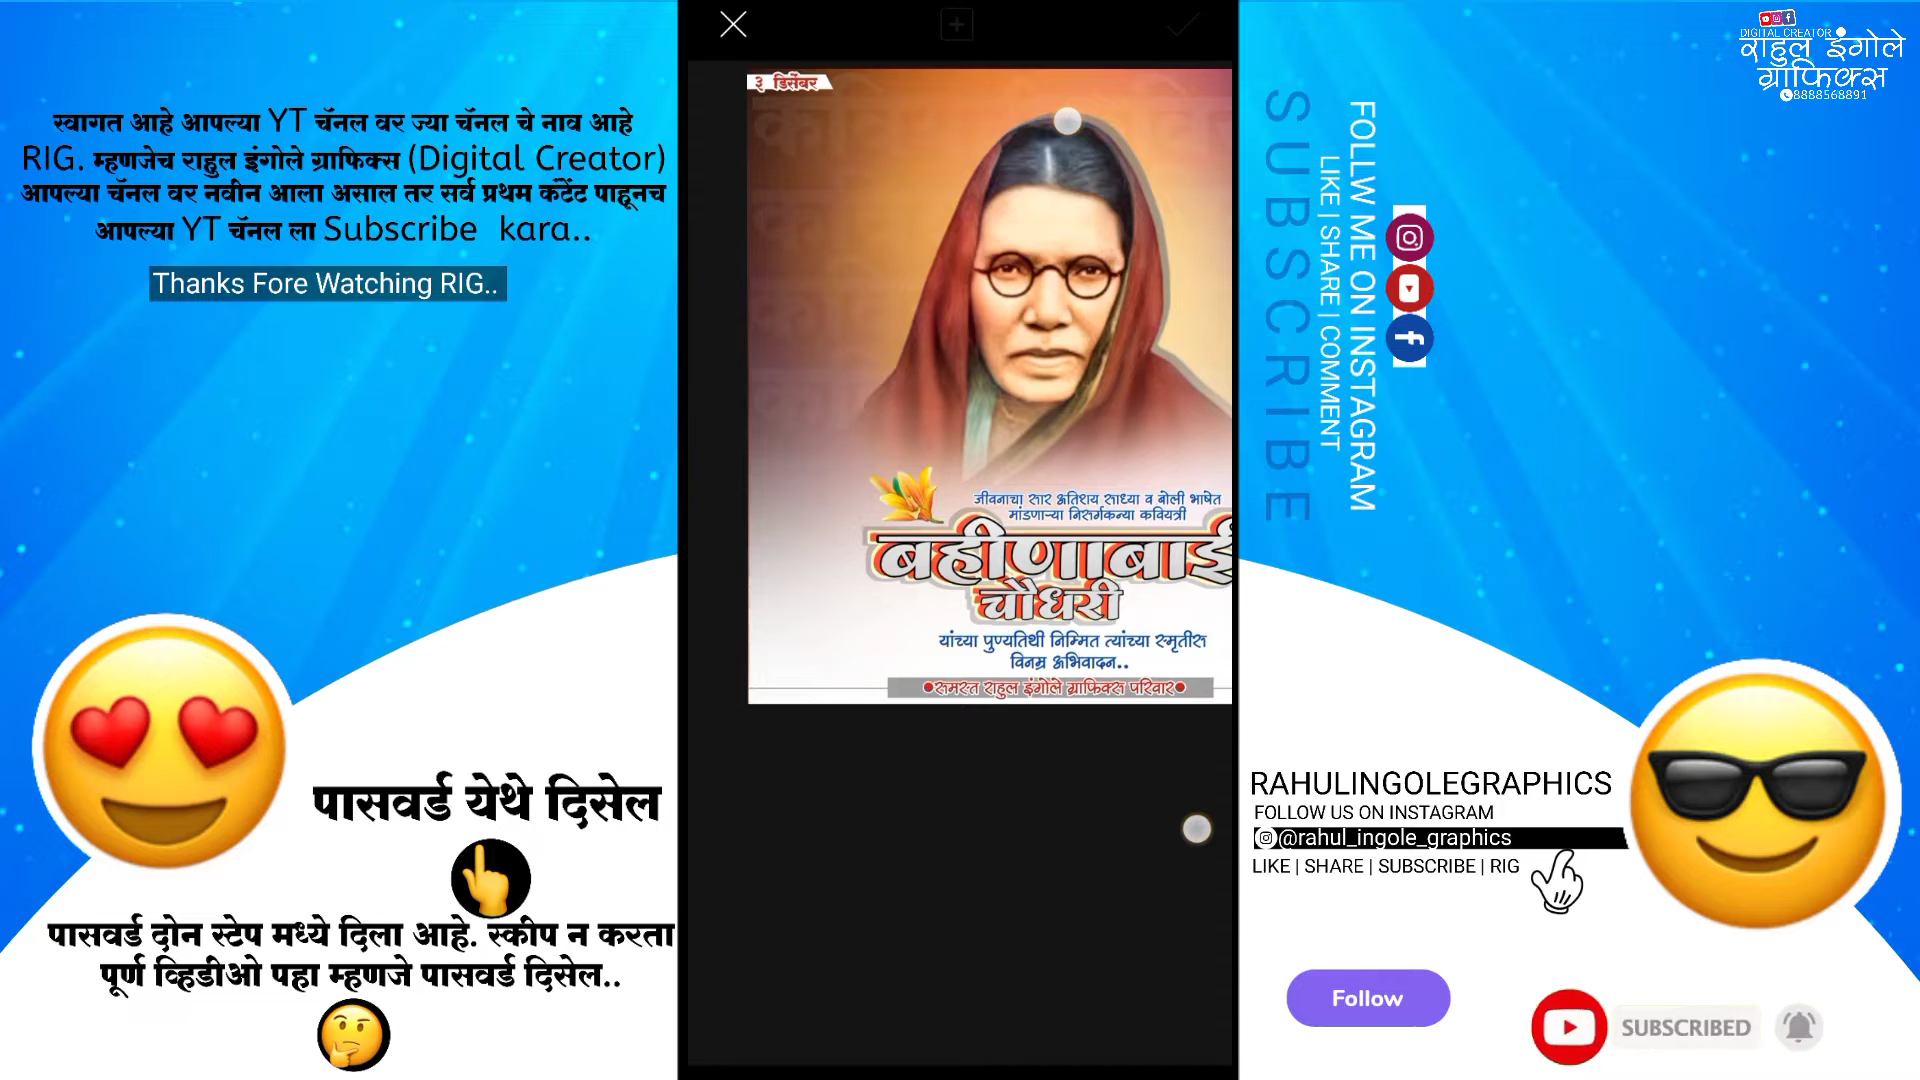 स्वागत आहे आपल्या YT चॅनल वर ज्या चॅनल चे नाव आहे
RIG. म्हणजेच राहुल इंगोले ग्राफिक्स (Digital Creator)
आपल्या चॅनल वर नवीन आला असाल तर सर्व प्रथम कंटेंट पाहूनच
आपल्या YT चॅनल ला Subscribe kara..
Thanks Fore Watching RIG..
पासवर्ड येथे दिसेल
पासवर्ड दोन स्टेप मध्ये दिला आहे. स्कीप न करता
पूर्ण व्हिडीओ पहा म्हणजे पासवर्ड दिसेल..
३ डिसेंबर
जीवनाचा सार अतिशय साध्या व बोली भाषेत
मांडणाऱ्या निसर्गकन्या कवियत्री
बहीणाबाई
चौधरी
यांच्या पुण्यतिथी निम्मित त्यांच्या स्मृतीस
विनम्र अभिवादन..
समस्त राहुल इंगोले ग्राफिक्स परिवार
SUBSCRIBE
LIKE | SHARE | COMMENT
FOLLW ME ON INSTAGRAM
DIGITAL CREATOR
राहुल इंगोले
ग्राफिक्स
8888568891
RAHULINGOLEGRAPHICS
FOLLOW US ON INSTAGRAM
@rahul_ingole_graphics
LIKE | SHARE | SUBSCRIBE | RIG
Follow
SUBSCRIBED